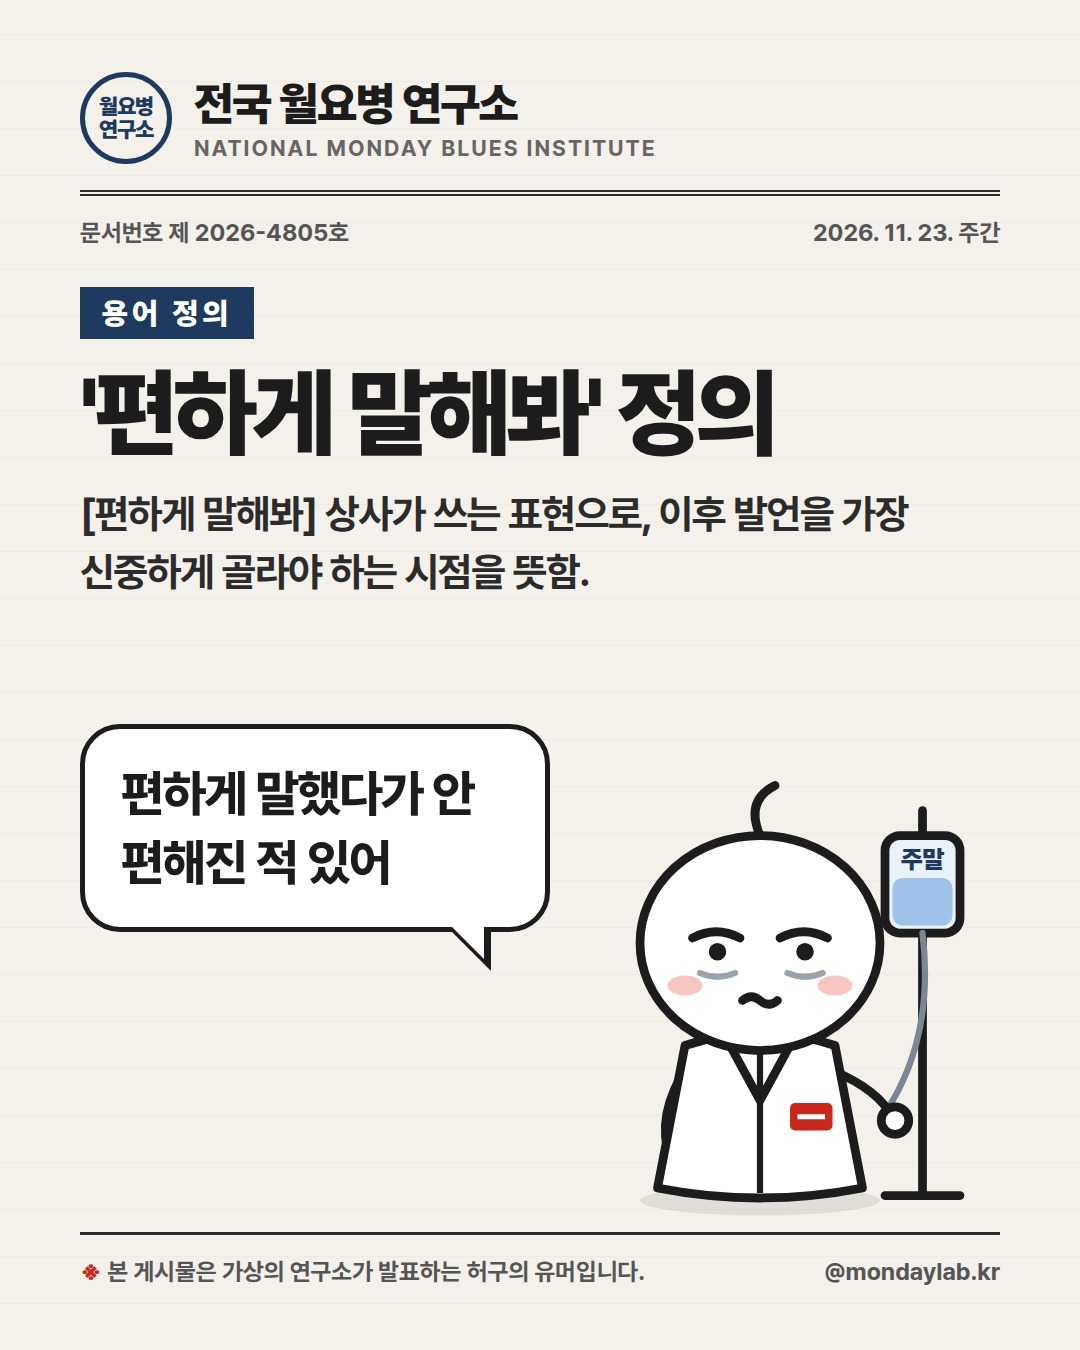 월요병
연구소
전국 월요병 연구소
NATIONAL MONDAY BLUES INSTITUTE
문서번호 제 2026-4805호
2026. 11. 23. 주간
용어 정의
'편하게 말해봐' 정의
[편하게 말해봐] 상사가 쓰는 표현으로, 이후 발언을 가장
신중하게 골라야 하는 시점을 뜻함.
편하게 말했다가 안
편해진 적 있어
주말
※ 본 게시물은 가상의 연구소가 발표하는 허구의 유머입니다.
@mondaylab.kr